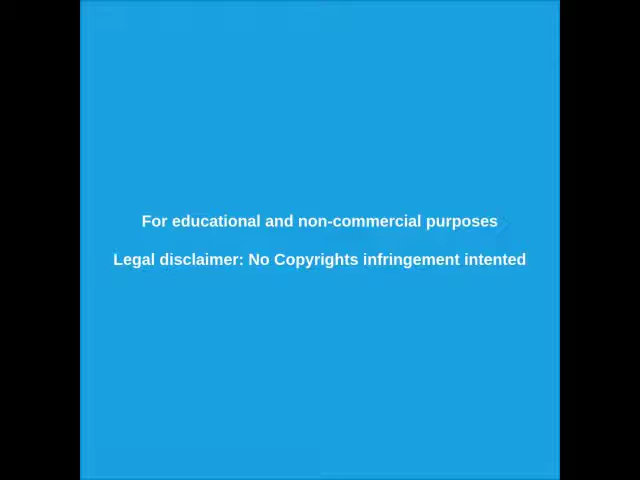 For educational and non-commercial purposes
Legal disclaimer: No Copyrights infringement intented